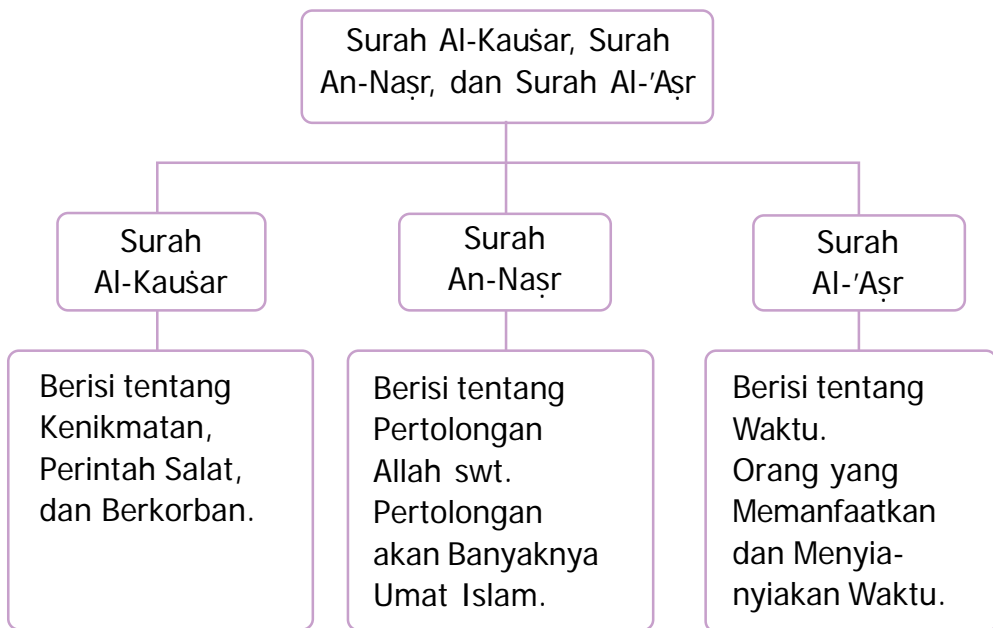 Surah Al-Kauṡar, Surah
An-Naṣr, dan Surah Al-'Aṣr
Surah
Al-Kauṡar
Surah
An-Naṣr
Surah
Al-'Aṣr
Berisi tentang
Kenikmatan,
Perintah Salat,
dan Berkorban.
Berisi tentang
Pertolongan
Allah swt.
Pertolongan
akan Banyaknya
Umat Islam.
Berisi tentang
Waktu.
Orang yang
Memanfaatkan
dan Menyia-
nyiakan Waktu.